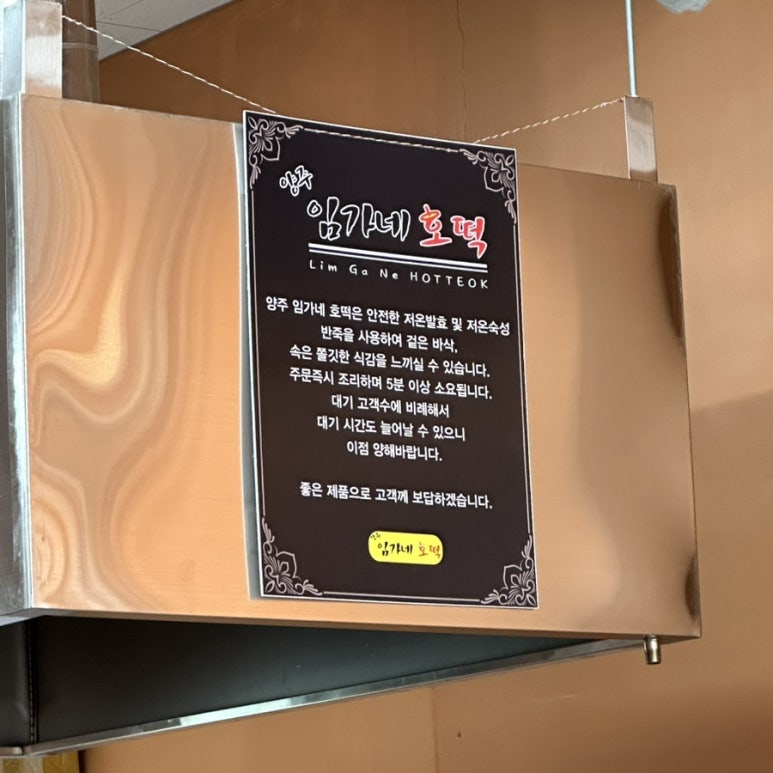 양주
임가네 호떡
Lim Ga Ne HOTTEOK
양주 임가네 호떡은 안전한 저온발효 및 저온숙성
반죽을 사용하여 겉은 바삭,
속은 쫄깃한 식감을 느끼실 수 있습니다.
주문즉시 조리하며 5분 이상 소요됩니다.
대기 고객수에 비례해서
대기 시간도 늘어날 수 있으니
이점 양해바랍니다.
좋은 제품으로 고객께 보답하겠습니다.
양주
임가네 호떡